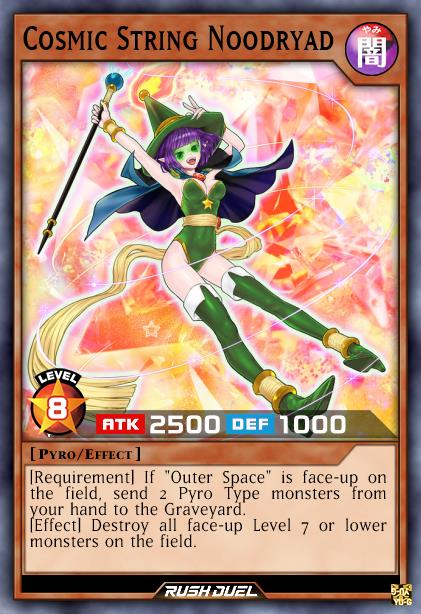 COSMIC STRING NOODRYAD
やみ
闇
LEVEL
8
ATK 2500 DEF 1000
[PYRO/EFFECT]
[Requirement] If "Outer Space" is face-up on
the field, send 2 Pyro Type monsters from
your hand to the Graveyard.
[Effect] Destroy all face-up Level 7 or lower
monsters on the field.
RUSH DUEL